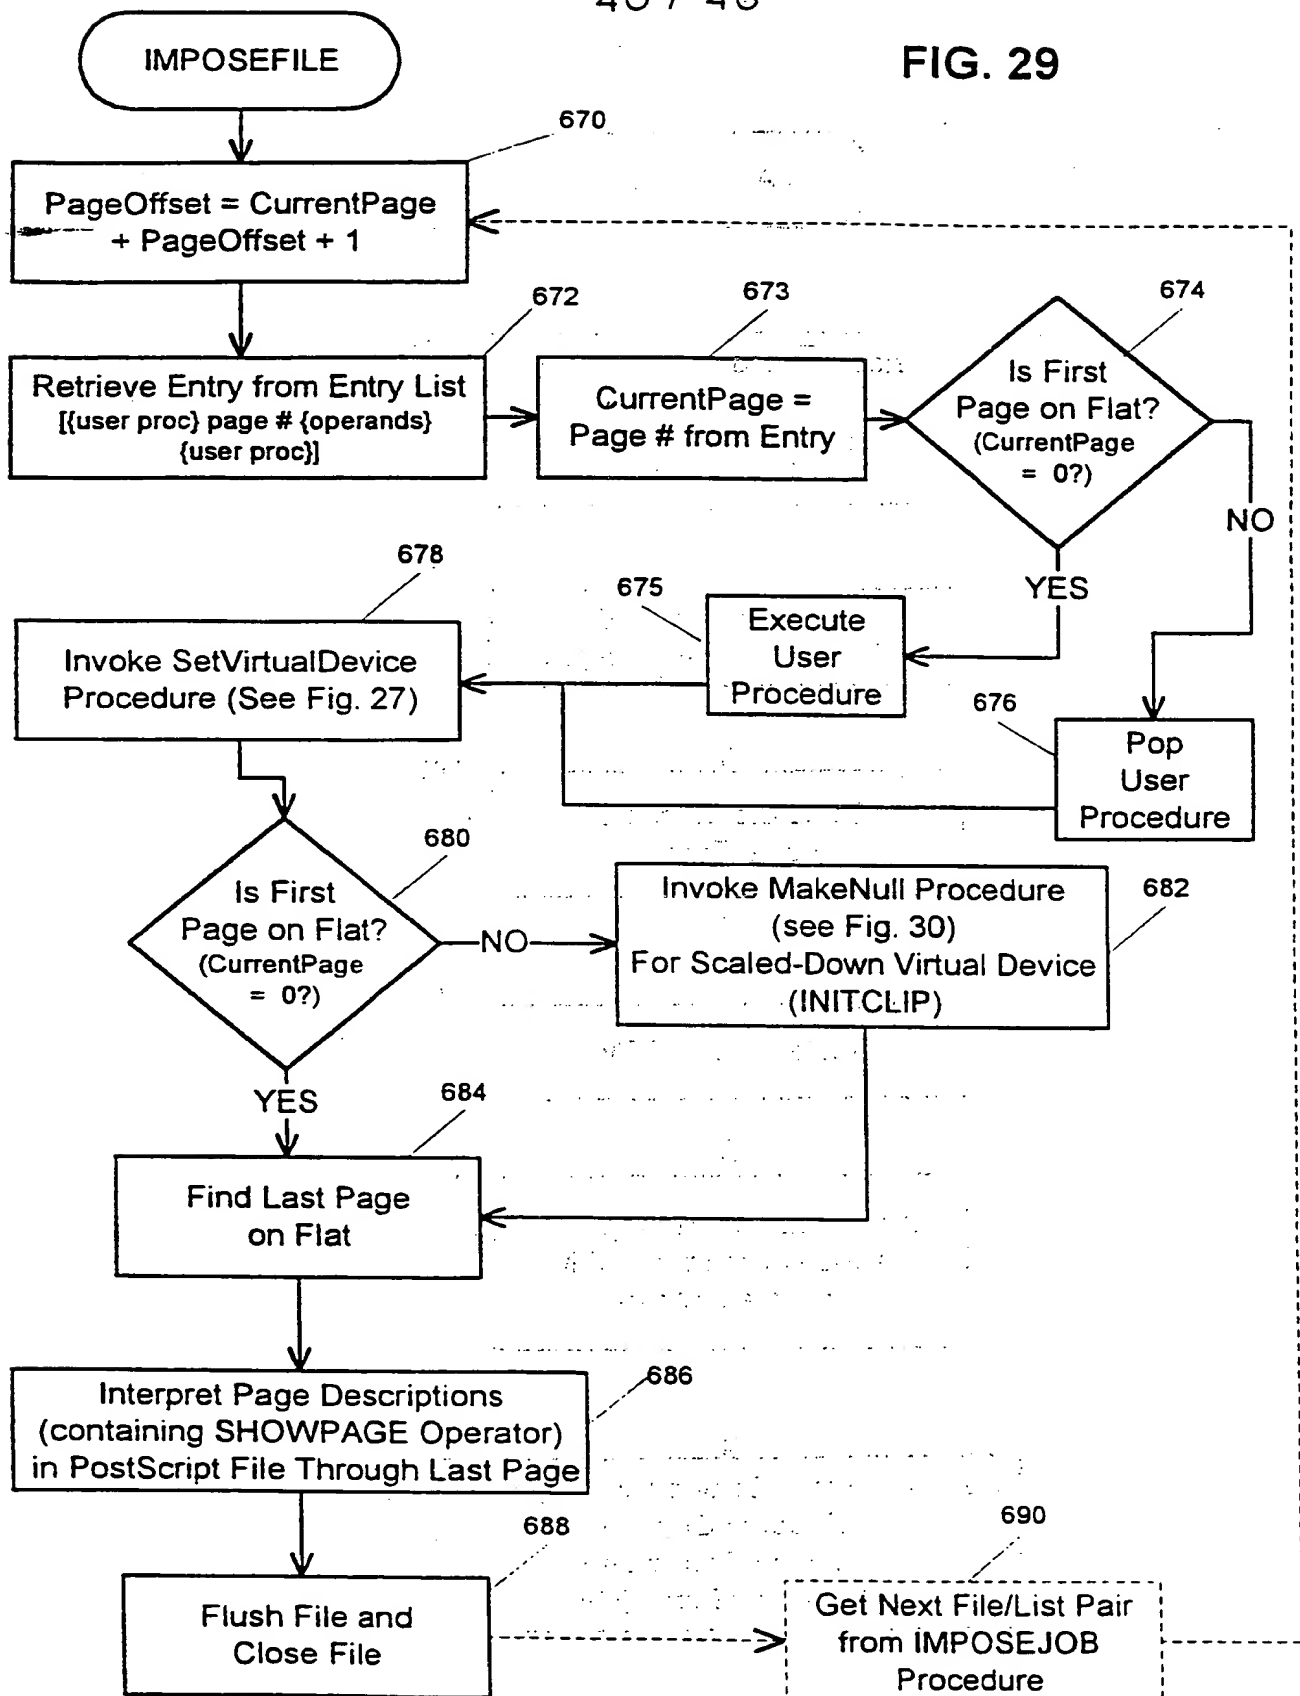 IMPOSEFILE
FIG. 29
670
PageOffset = CurrentPage
+ PageOffset + 1
672
Retrieve Entry from Entry List
[{user proc} page # {operands}
{user proc}]
673
CurrentPage =
Page # from Entry
674
Is First
Page on Flat?
(CurrentPage
= 0?)
NO
YES
675
Execute
User
Procedure
676
Pop
User
Procedure
678
Invoke SetVirtualDevice
Procedure (See Fig. 27)
680
Is First
Page on Flat?
(CurrentPage
= 0?)
NO
YES
682
Invoke MakeNull Procedure
(see Fig. 30)
For Scaled-Down Virtual Device
(INITCLIP)
684
Find Last Page
on Flat
686
Interpret Page Descriptions
(containing SHOWPAGE Operator)
in PostScript File Through Last Page
688
Flush File and
Close File
690
Get Next File/List Pair
from IMPOSEJOB
Procedure